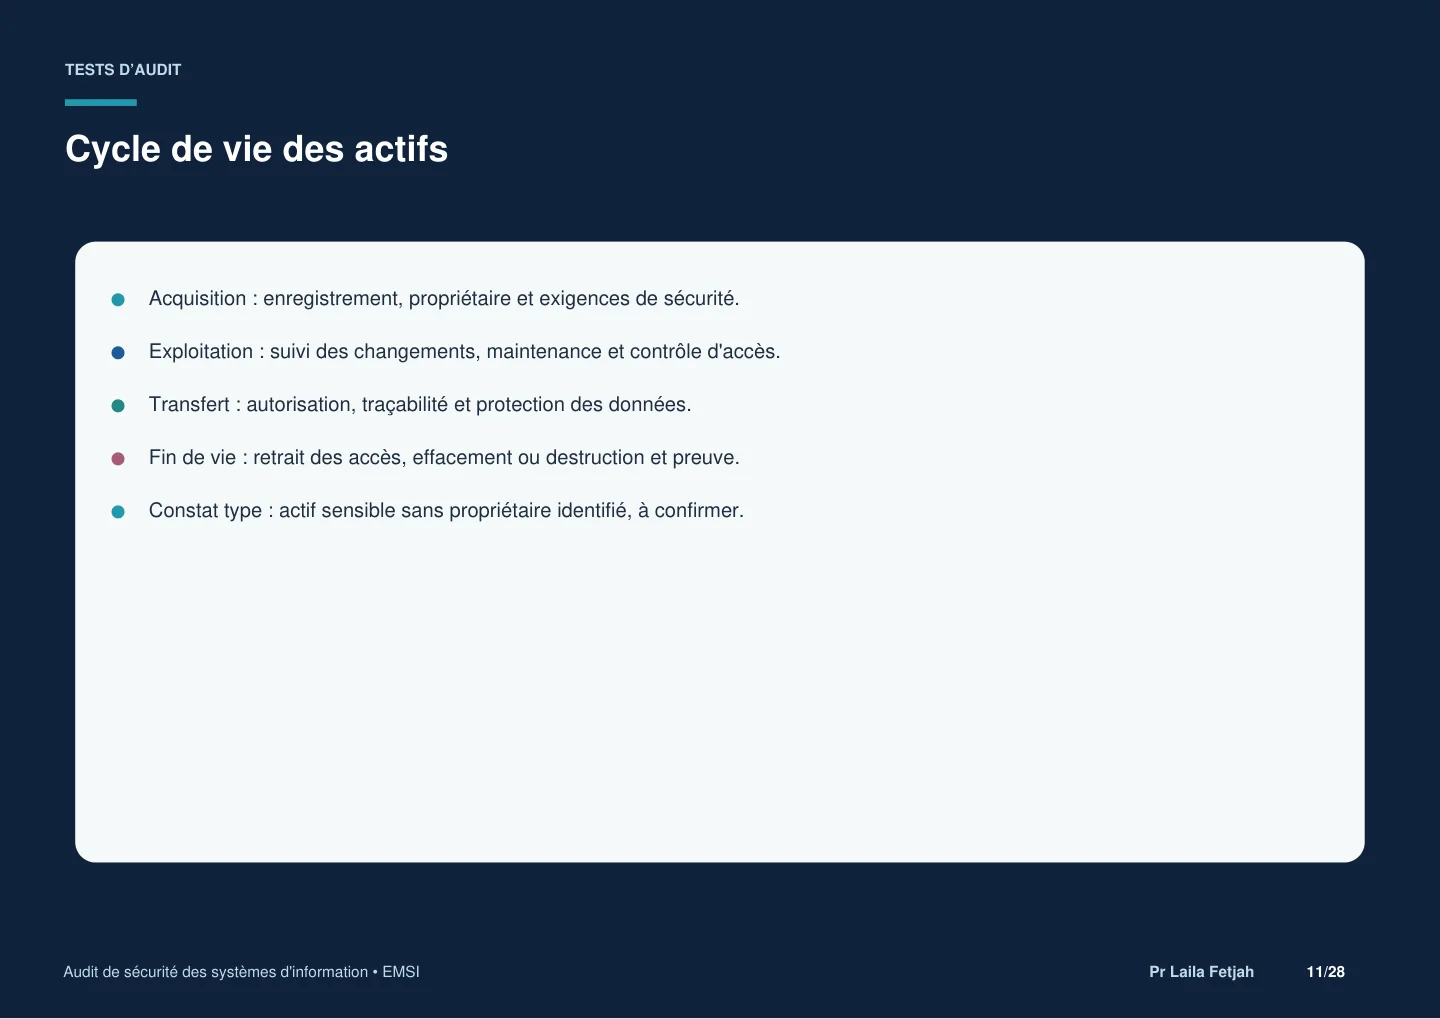 TESTS D’AUDIT
Cycle de vie des actifs
Acquisition : enregistrement, propriétaire et exigences de sécurité.
Exploitation : suivi des changements, maintenance et contrôle d'accès.
Transfert : autorisation, traçabilité et protection des données.
Fin de vie : retrait des accès, effacement ou destruction et preuve.
Constat type : actif sensible sans propriétaire identifié, à confirmer.
Audit de sécurité des systèmes d'information • EMSI
Pr Laila Fetjah
11/28